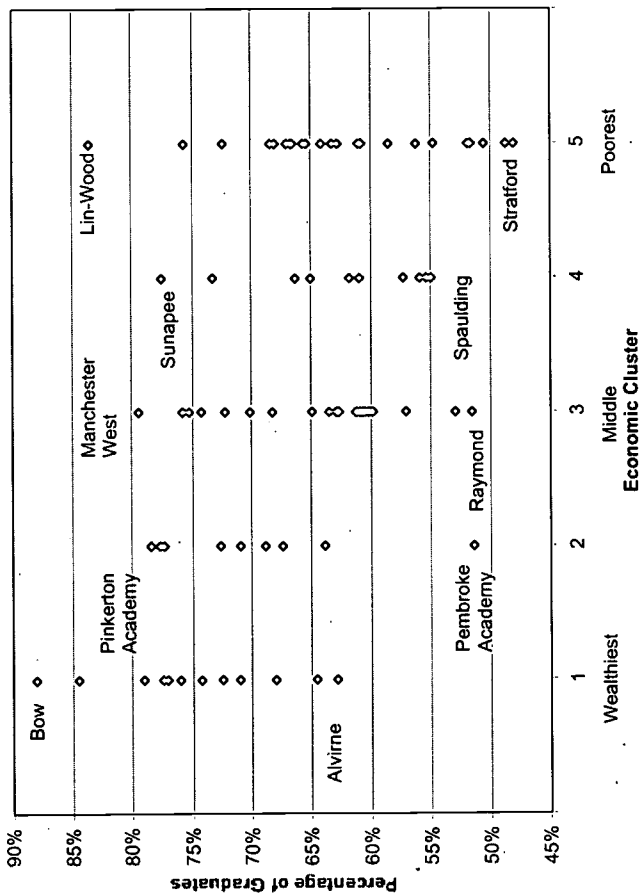 90%
85%
80%
75%
70%
65%
60%
55%
50%
45%
Percentage of Graduates
Bow
Alvirne
Pinkerton
Academy
Pembroke
Academy
Manchester
West
Raymond
Sunapee
Spaulding
Lin-Wood
Stratford
1
2
3
4
5
Wealthiest
Middle
Poorest
Economic Cluster